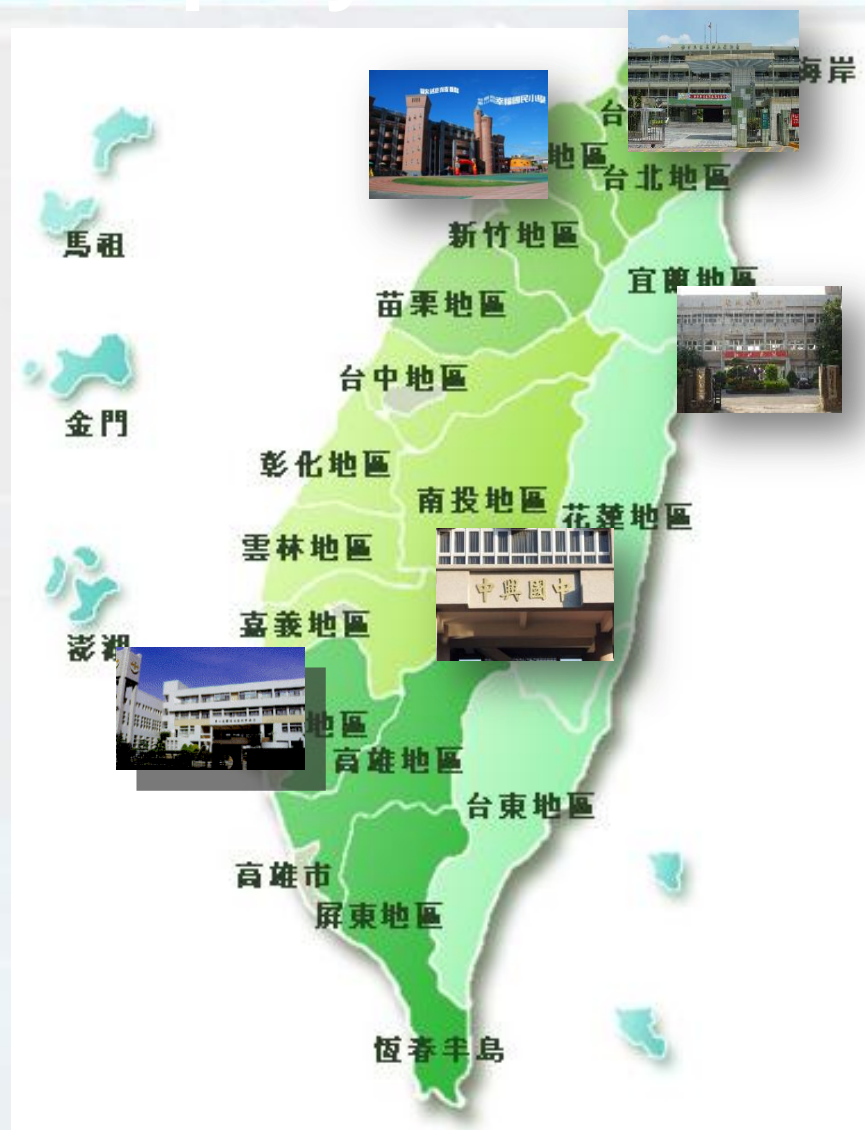 海岸
台
地區
台北地區
馬祖
新竹地區
宜蘭地區
苗栗地區
台中地區
金門
彰化地區
南投地區
花蓮地區
雲林地區
中興國中
嘉義地區
澎湖
地區
高雄地區
台東地區
高雄市
屏東地區
恆春半島